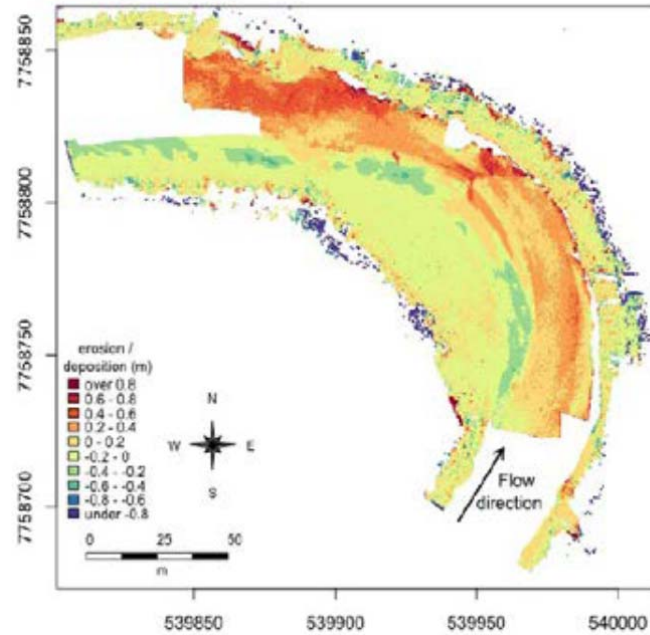 7758850
7758800
7758750
7758700
erosion /
deposition (m)
over 0.8
0.6 - 0.8
0.4 - 0.6
0.2 - 0.4
0 - 0.2
-0.2 - 0
-0.4 - -0.2
-0.6 - -0.4
-0.8 - -0.6
under -0.8
N
W E
S
Flow
direction
0 50
m
539850 539900 539950 540000